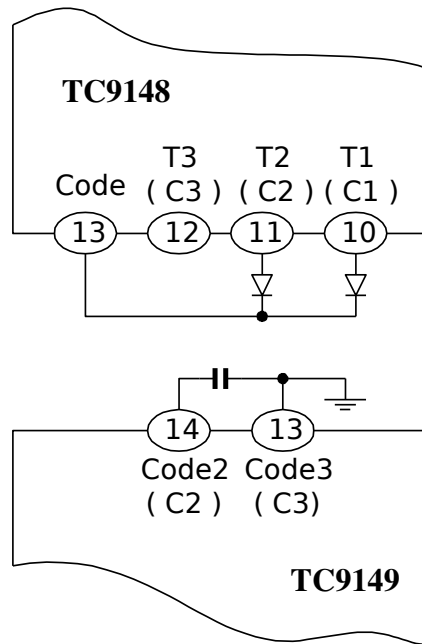 TC9148
T3 T2 T1
Code ( C3 ) ( C2 ) ( C1 )
13 12 11 10
14 13
Code2 Code3
( C2 ) ( C3)
TC9149